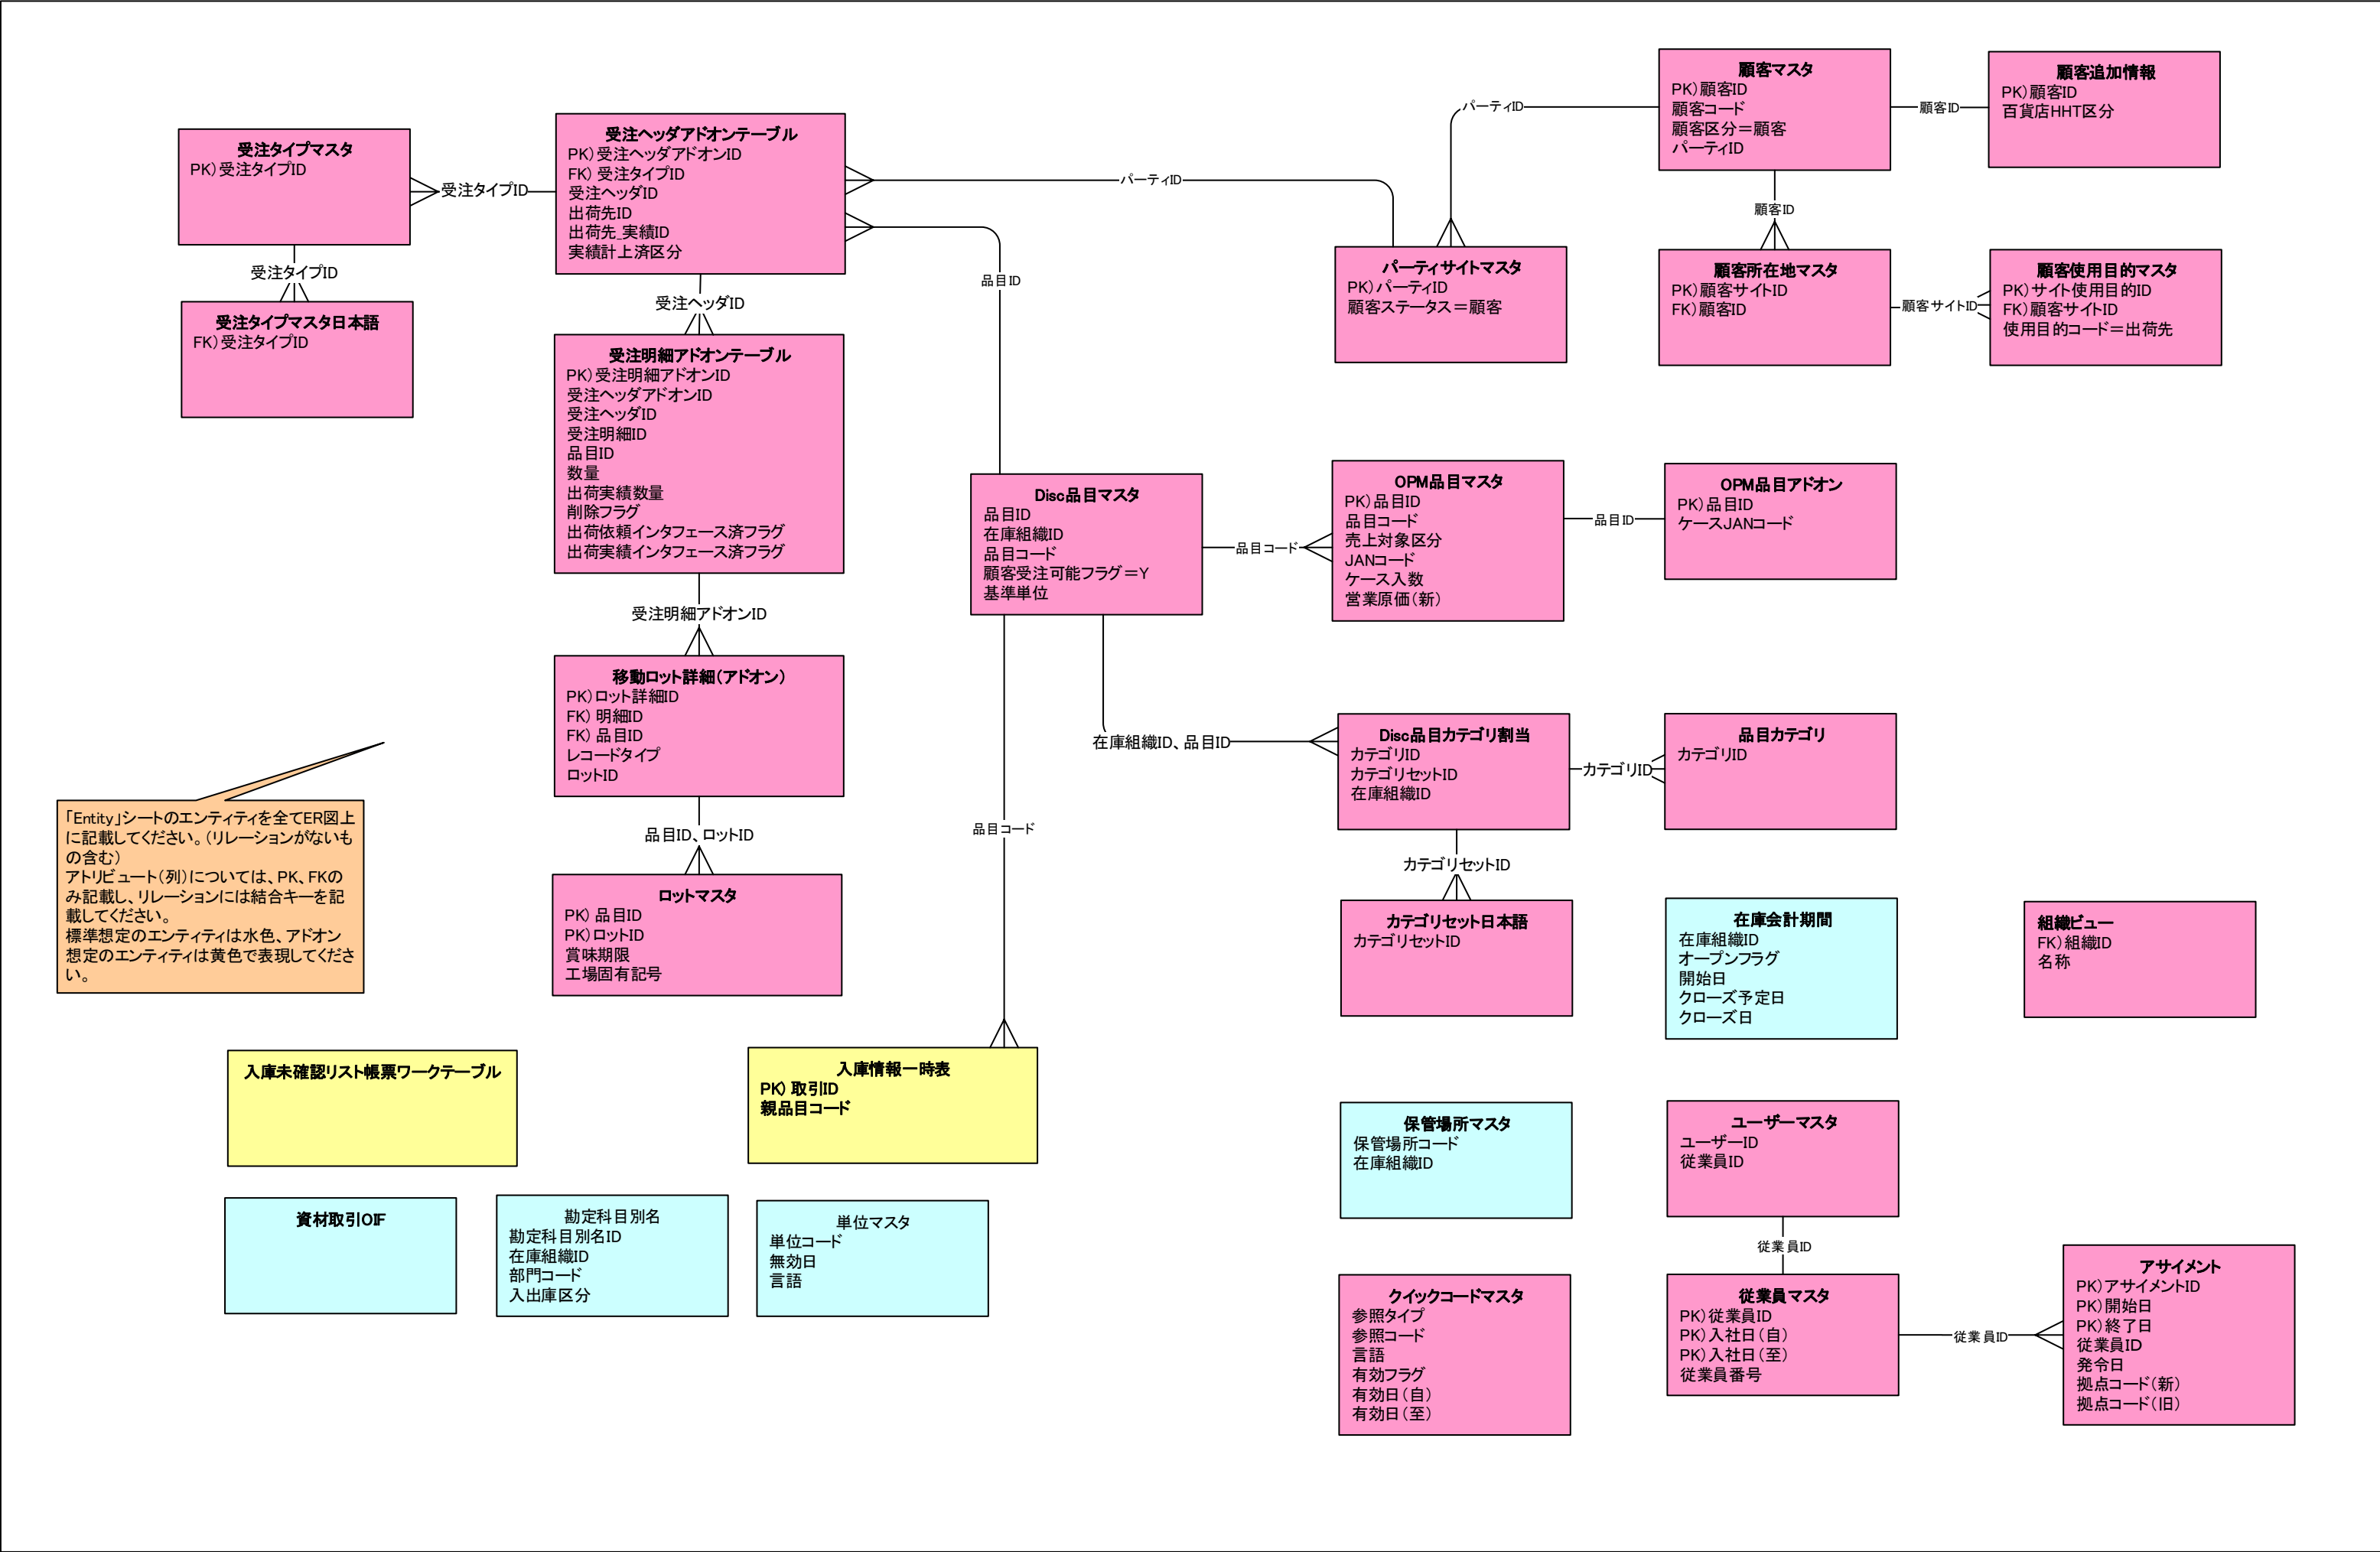 受注タイプマスタ
PK）受注タイプID
受注タイプID
受注タイプID
受注タイプマスタ日本語
FK）受注タイプID
受注ヘッダアドオンテーブル
PK）受注ヘッダアドオンID
FK）受注タイプID
受注ヘッダID
出荷先ID
出荷先_実績ID
実績計上済区分
受注ヘッダID
受注明細アドオンテーブル
PK）受注明細アドオンID
受注ヘッダアドオンID
受注ヘッダID
受注明細ID
品目ID
数量
出荷実績数量
削除フラグ
出荷依頼インタフェース済フラグ
出荷実績インタフェース済フラグ
受注明細アドオンID
移動ロット詳細（アドオン）
PK）ロット詳細ID
FK）明細ID
FK）品目ID
レコードタイプ
ロットID
品目ID、ロットID
ロットマスタ
PK）品目ID
PK）ロットID
賞味期限
工場固有記号
パーティID
品目ID
パーティID
顧客マスタ
PK）顧客ID
顧客コード
顧客区分＝顧客
パーティID
顧客ID
顧客追加情報
PK）顧客ID
百貨店HHT区分
顧客ID
パーティサイトマスタ
PK）パーティID
顧客ステータス＝顧客
顧客所在地マスタ
PK）顧客サイトID
FK）顧客ID
顧客サイトID
顧客使用目的マスタ
PK）サイト使用目的ID
FK）顧客サイトID
使用目的コード＝出荷先
Disc品目マスタ
品目ID
在庫組織ID
品目コード
顧客受注可能フラグ＝Y
基準単位
品目コード
OPM品目マスタ
PK）品目ID
品目コード
売上対象区分
JANコード
ケース入数
営業原価（新）
品目ID
OPM品目アドオン
PK）品目ID
ケースJANコード
在庫組織ID、品目ID
Disc品目カテゴリ割当
カテゴリID
カテゴリセットID
在庫組織ID
カテゴリID
品目カテゴリ
カテゴリID
品目コード
カテゴリセットID
カテゴリセット日本語
カテゴリセットID
在庫会計期間
在庫組織ID
オープンフラグ
開始日
クローズ予定日
クローズ日
組織ビュー
FK）組織ID
名称
「Entity」シートのエンティティを全てER図上
に記載してください。（リレーションがないも
の含む）
アトリビュート（列）については、PK、FKの
み記載し、リレーションには結合キーを記
載してください。
標準想定のエンティティは水色、アドオン
想定のエンティティは黄色で表現してくださ
い。
入庫未確認リスト帳票ワークテーブル
入庫情報一時表
PK）取引ID
親品目コード
資材取引OIF
勘定科目別名
勘定科目別名ID
在庫組織ID
部門コード
入出庫区分
単位マスタ
単位コード
無効日
言語
保管場所マスタ
保管場所コード
在庫組織ID
ユーザーマスタ
ユーザーID
従業員ID
従業員ID
クイックコードマスタ
参照タイプ
参照コード
言語
有効フラグ
有効日（自）
有効日（至）
従業員マスタ
PK）従業員ID
PK）入社日（自）
PK）入社日（至）
従業員番号
従業員ID
アサイメント
PK）アサイメントID
PK）開始日
PK）終了日
従業員ID
発令日
拠点コード（新）
拠点コード（旧）